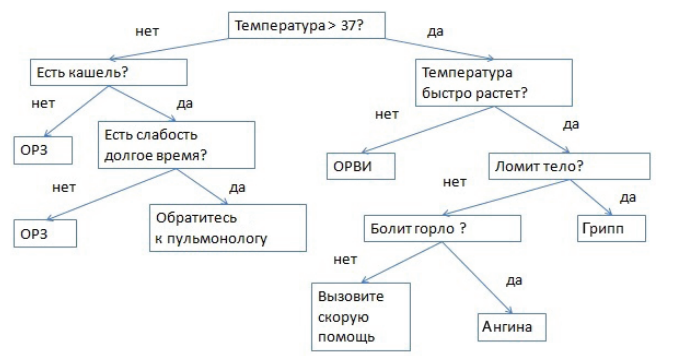 Температура > 37?
нет
да
Есть кашель?
Температура
быстро растет?
нет
да
нет
да
ОРЗ
Есть слабость
долгое время?
ОРВИ
Ломит тело?
нет
да
нет
да
ОРЗ
Обратитесь
к пульмонологу
Болит горло ?
Грипп
нет
да
Вызовите
скорую
помощь
Ангина